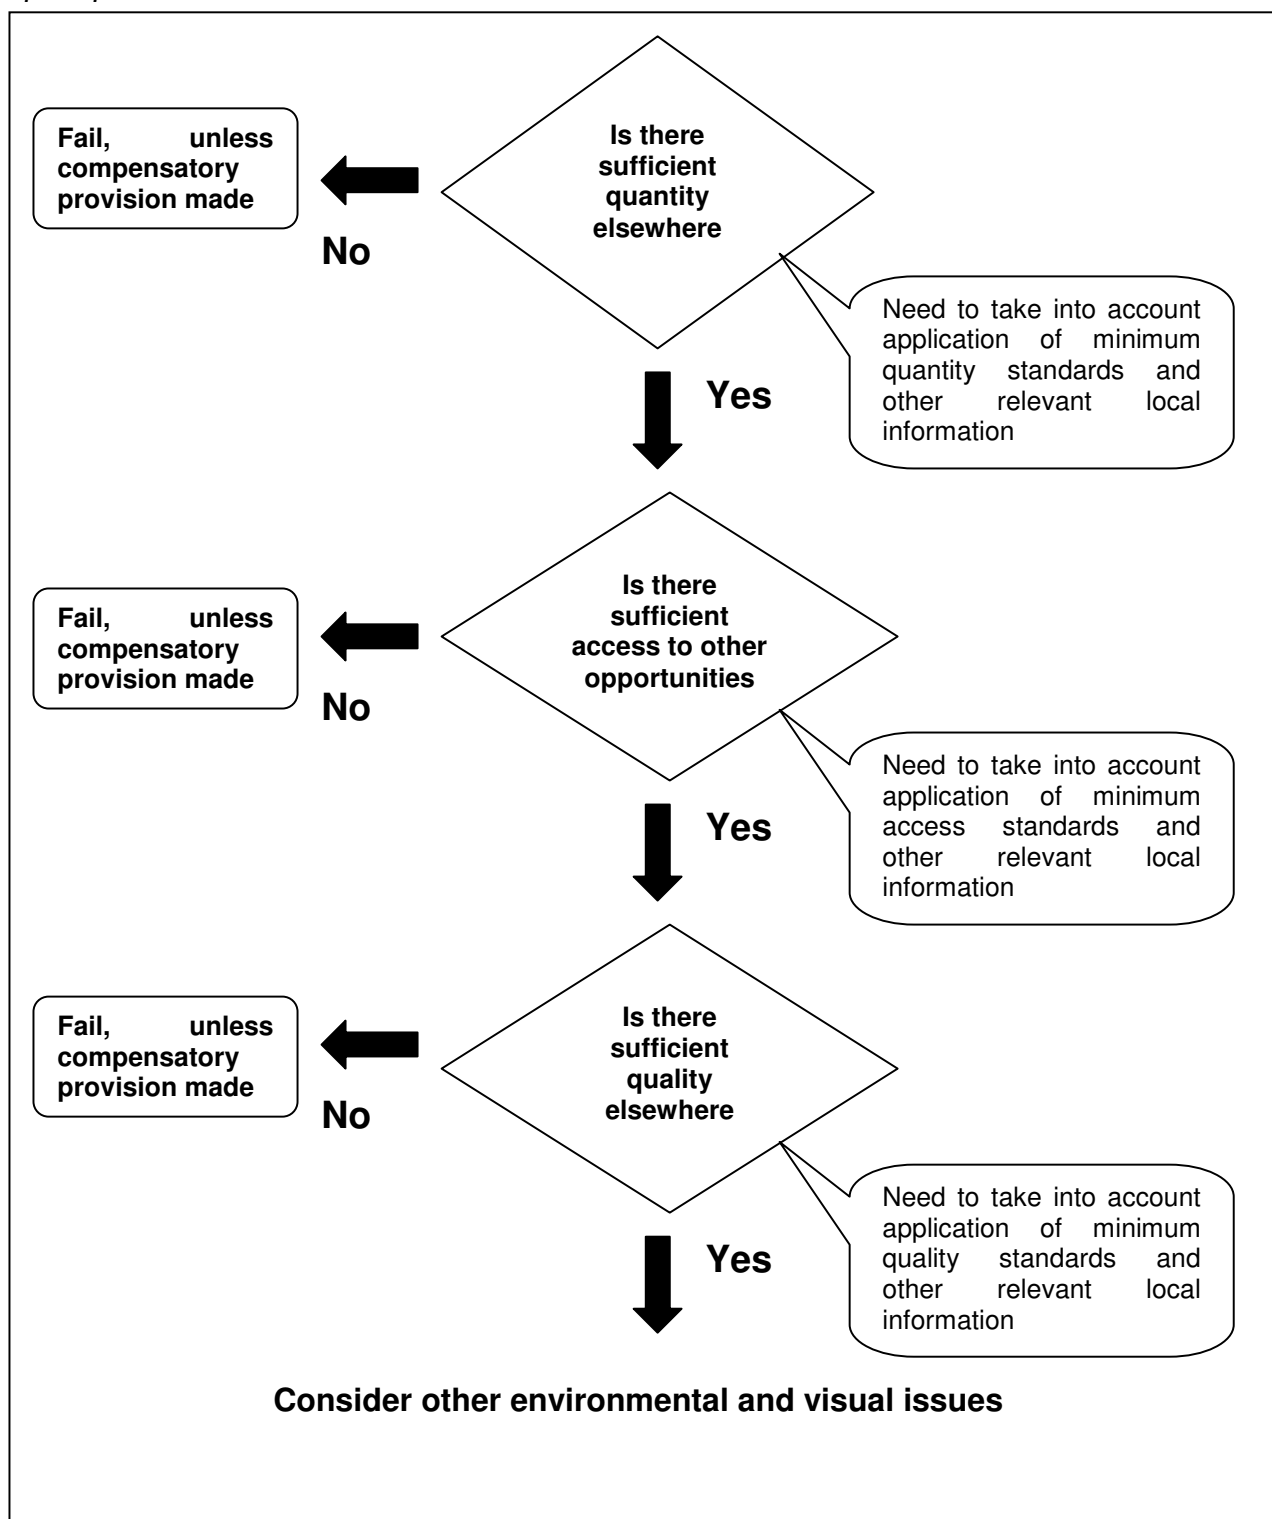 Is there
sufficient
quantity
elsewhere
Fail, unless
compensatory
provision made
No
Need to take into account
application of minimum
quantity standards and
other relevant local
information
Yes
Is there
sufficient
access to other
opportunities
Fail, unless
compensatory
provision made
No
Need to take into account
application of minimum
access standards and
other relevant local
information
Yes
Is there
sufficient
quality
elsewhere
Fail, unless
compensatory
provision made
No
Need to take into account
application of minimum
quality standards and
other relevant local
information
Yes
Consider other environmental and visual issues